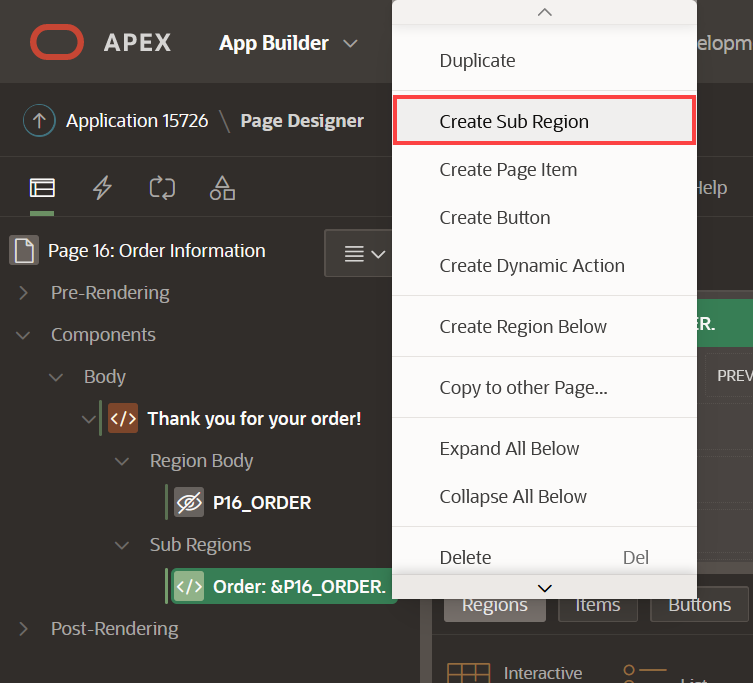 APEX App Builder elopm
Application 15726 \ Page Designer
Help
Page 16: Order Information
Pre-Rendering
Components
Body
</> Thank you for your order!
Region Body
P16_ORDER
Sub Regions
</> Order: &P16_ORDER.
Post-Rendering
Duplicate
Create Sub Region
Create Page Item
Create Button
Create Dynamic Action
Create Region Below
Copy to other Page...
Expand All Below
Collapse All Below
Delete Del
ER.
PREV
Regions Items Buttons
Interactive
List